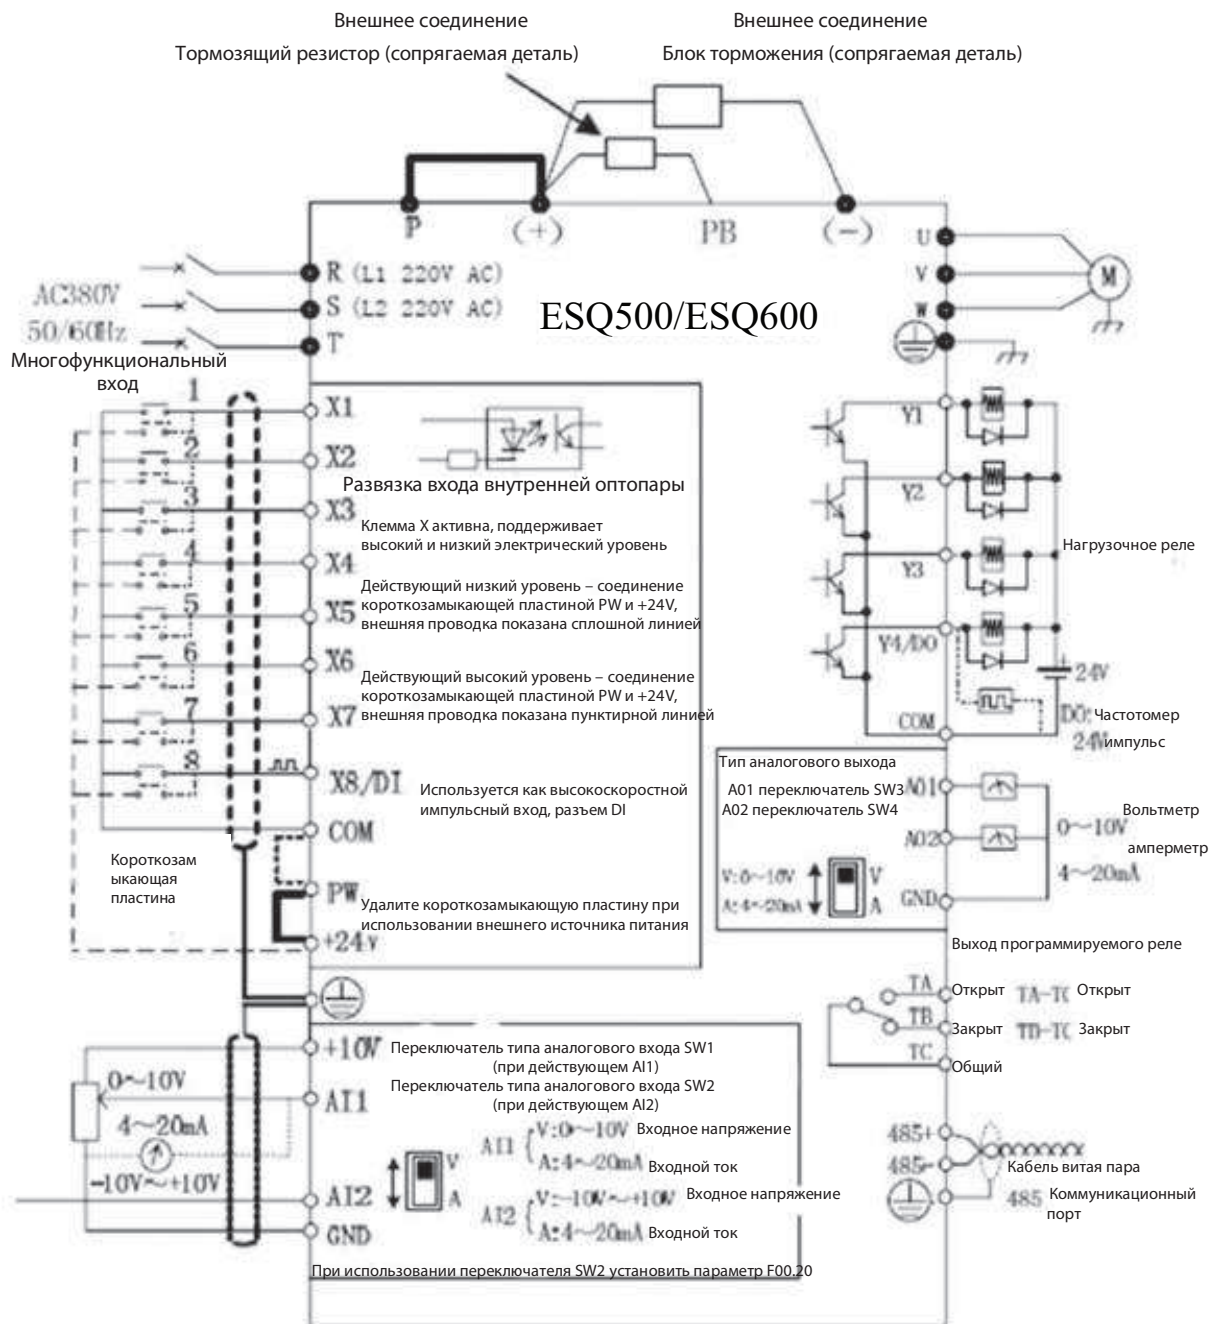 Внешнее соединение
Тормозящий резистор (сопрягаемая деталь)
Внешнее соединение
Блок торможения (сопрягаемая деталь)
P
(+)
PB
(-)
R (L1 220V AC)
S (L2 220V AC)
T
AC380V
50/60Hz
ESQ500/ESQ600
U
V
W
M
Многофункциональный
вход
1
2
3
4
5
6
7
8
X1
X2
X3
X4
X5
X6
X7
X8/DI
COM
PW
+24V
Развязка входа внутренней оптопары
Клемма X активна, поддерживает
высокий и низкий электрический уровень
Действующий низкий уровень – соединение
короткозамыкающей пластиной PW и +24V,
внешняя проводка показана сплошной линией
Действующий высокий уровень – соединение
короткозамыкающей пластиной PW и +24V,
внешняя проводка показана пунктирной линией
Используется как высокоскоростной
импульсный вход, разъем DI
Короткозам
ыкающая
пластина
Удалите короткозамыкающую пластину при
использовании внешнего источника питания
Y1
Y2
Y3
Y4/DO
COM
Нагрузочное реле
24V
DO: Частотомер
24V импульс
Тип аналогового выхода
A01 переключатель SW3
A02 переключатель SW4
V:0~10V
A:4~20mA
V
A
A01
A02
GND
0~10V
4~20mA
Вольтметр
амперметр
Выход программируемого реле
TA
TB
TC
Открыт
TA-TC
Открыт
Закрыт
TB-TC
Закрыт
Общий
+10V
AI1
AI2
GND
0~10V
4~20mA
-10V~+10V
Переключатель типа аналогового входа SW1
(при действующем AI1)
Переключатель типа аналогового входа SW2
(при действующем AI2)
V
A
AI1
V:0~10V Входное напряжение
A:4~20mA Входной ток
AI2
V:-10V~+10V Входное напряжение
A:4~20mA Входной ток
При использовании переключателя SW2 установить параметр F00.20
485+
485-
Кабель витая пара
485 Коммуникационный
порт